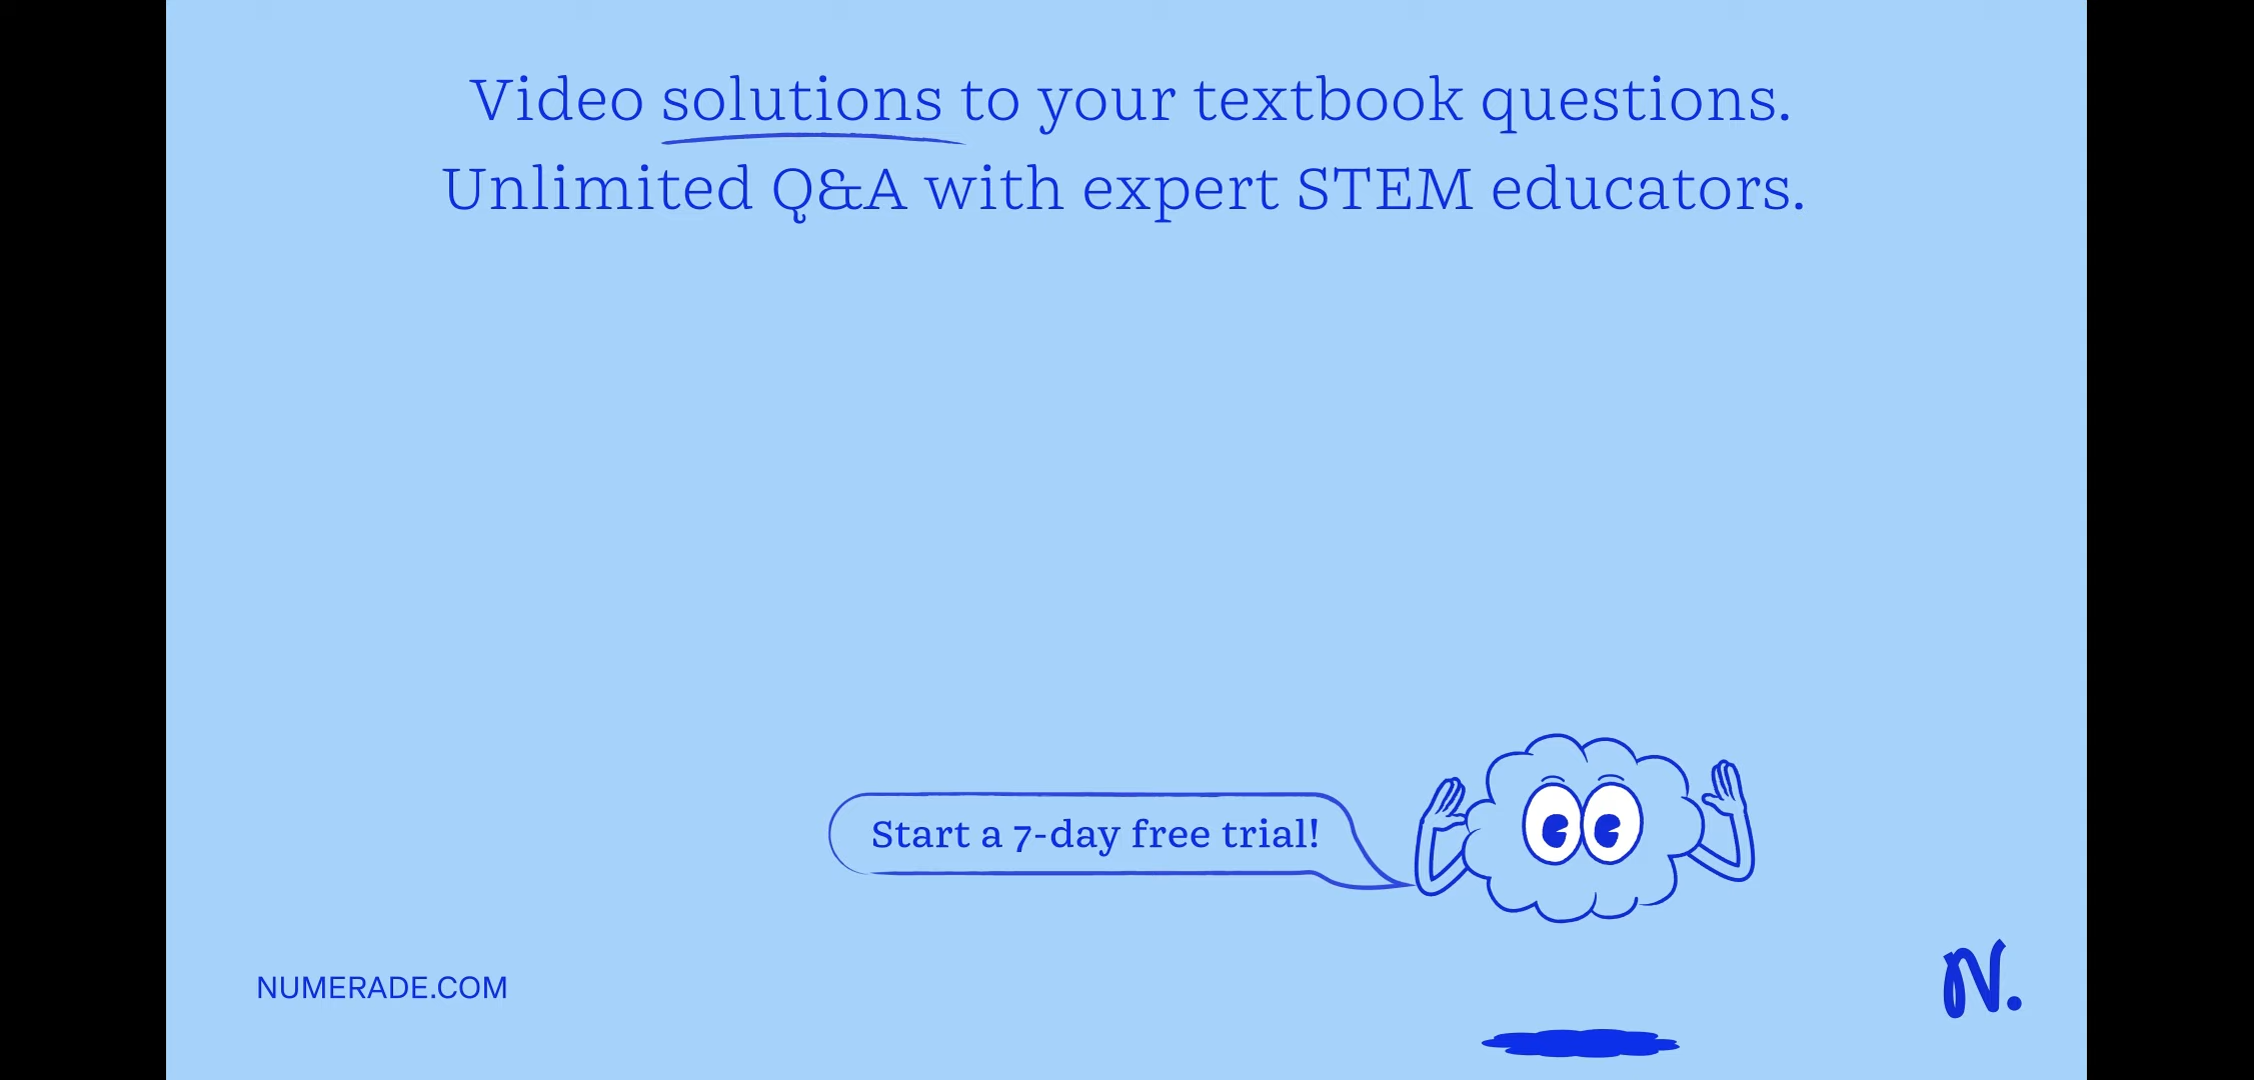 Video solutions to your textbook questions.
Unlimited Q&A with expert STEM educators.
Start a 7-day free trial!
NUMERADE.COM
N.